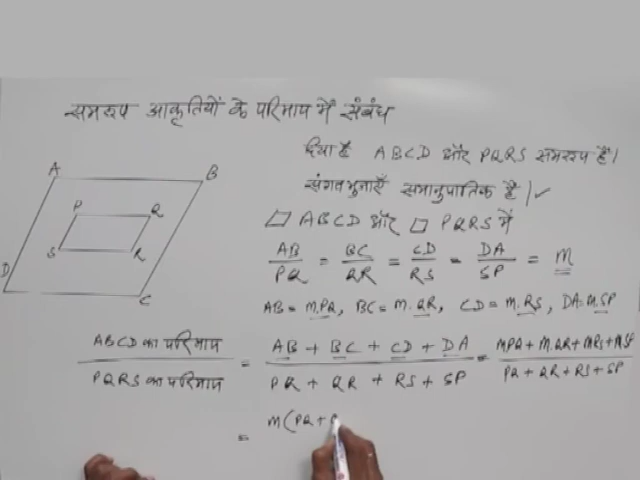 समरूप आकृतियों के परिमाप में संबंध
दिया है ABCD और PQRS समरूप हैं।
संगत भुजाएँ समानुपातिक है। ✓
▱ ABCD और ▱ PQRS में
A B
P Q
S R
D C
AB/PQ = BC/QR = CD/RS = DA/SP = M
AB = M.PQ, BC = M.QR, CD = M.RS, DA = M.SP
ABCD का परिमाप / PQRS का परिमाप = AB + BC + CD + DA / PQ + QR + RS + SP = MPQ + M.QR + MRS + MSP / PQ + QR + RS + SP
= M(PQ +